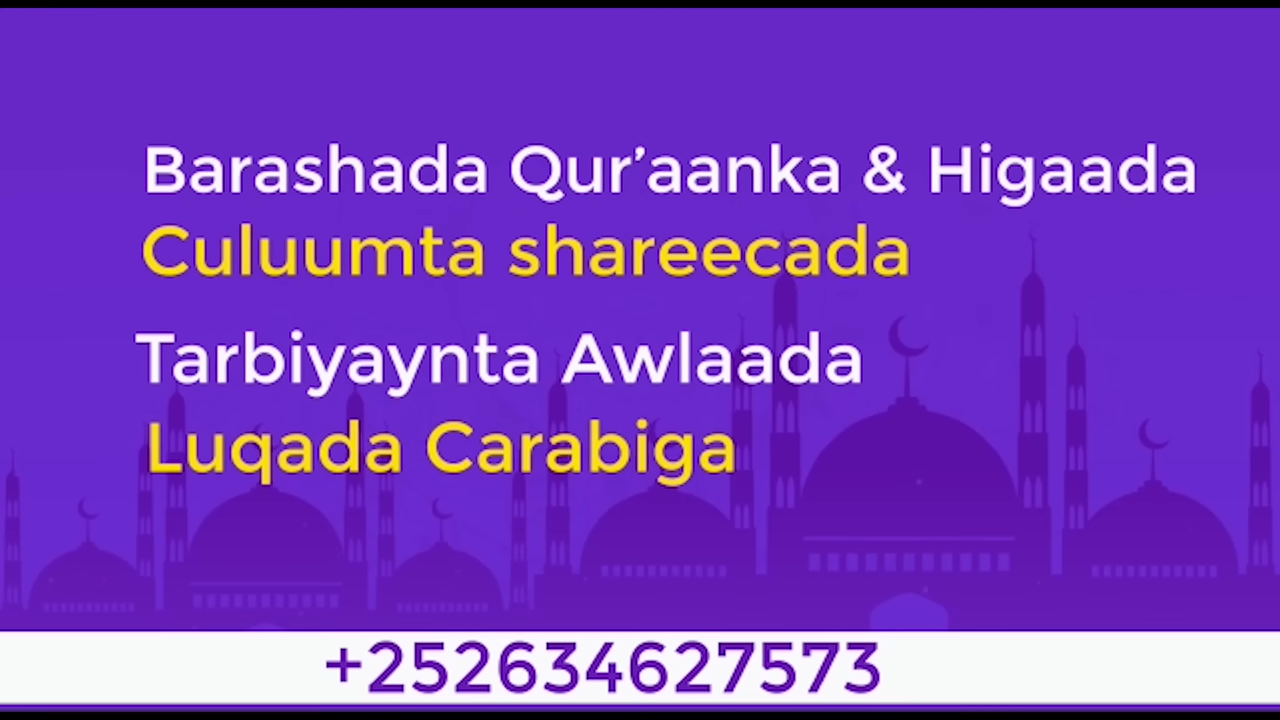 Barashada Qur’aanka & Higaada
Culuumta shareecada
Tarbiyaynta Awlaada
Luqada Carabiga
+252634627573